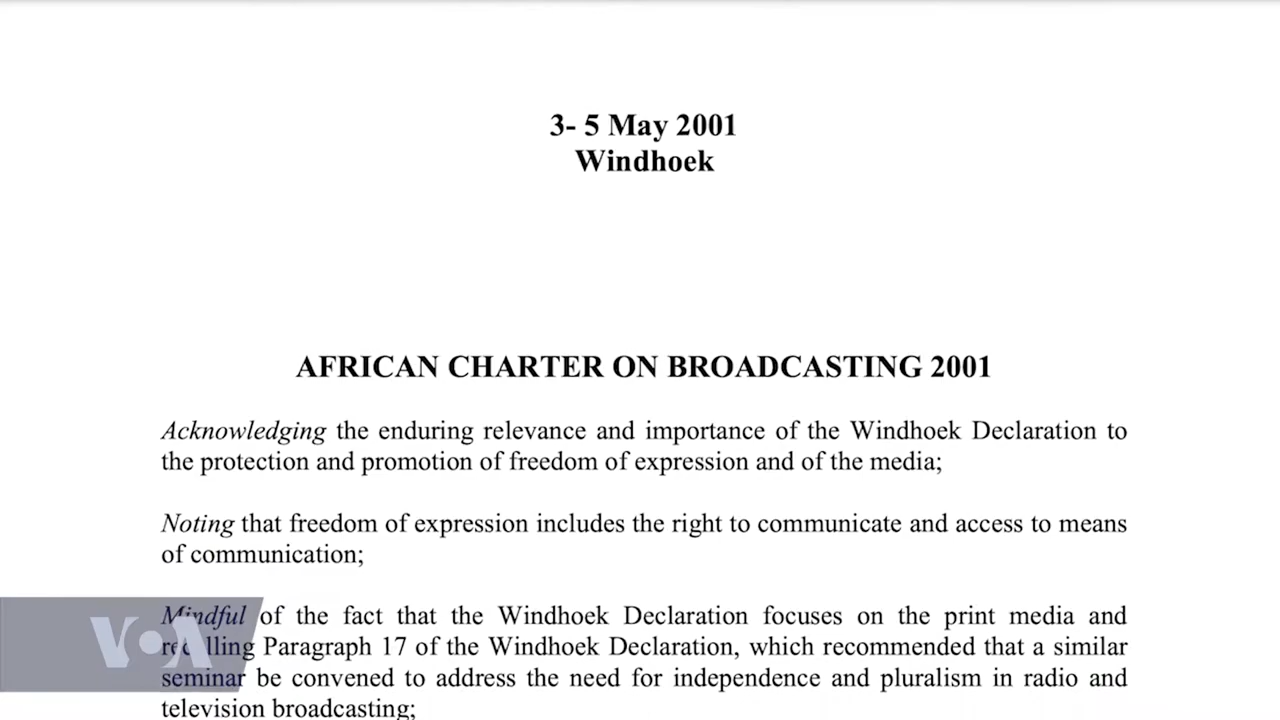 3- 5 May 2001
Windhoek
AFRICAN CHARTER ON BROADCASTING 2001
Acknowledging the enduring relevance and importance of the Windhoek Declaration to
the protection and promotion of freedom of expression and of the media;
Noting that freedom of expression includes the right to communicate and access to means
of communication;
Mindful of the fact that the Windhoek Declaration focuses on the print media and
recalling Paragraph 17 of the Windhoek Declaration, which recommended that a similar
seminar be convened to address the need for independence and pluralism in radio and
television broadcasting;
VOA